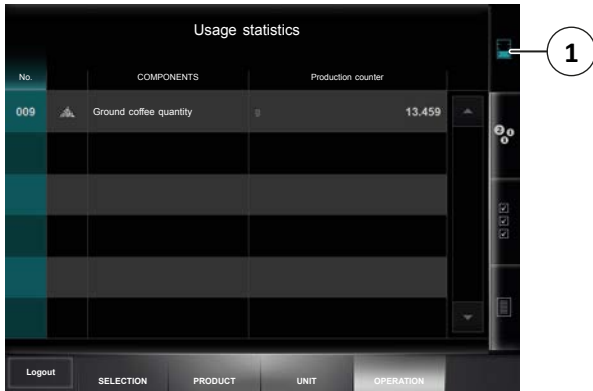 Usage statistics
1
No. COMPONENTS Production counter
009 Ground coffee quantity g 13.459
Logout SELECTION PRODUCT UNIT OPERATION